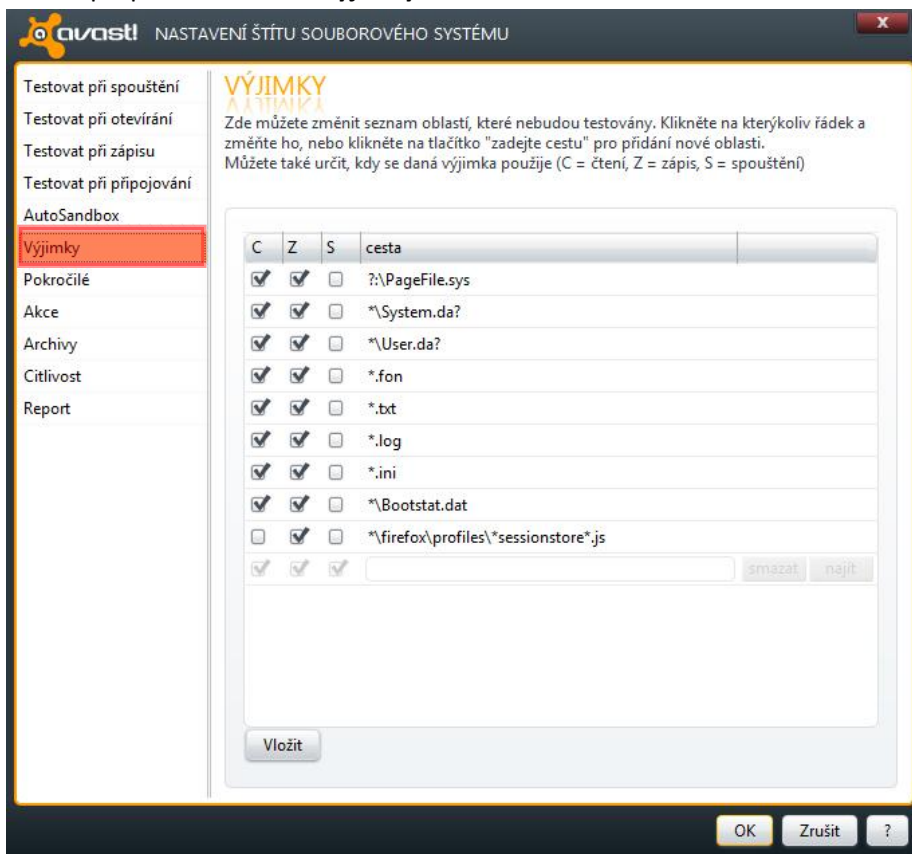 avast! NASTAVENÍ ŠTÍTU SOUBOROVÉHO SYSTÉMU
x
Testovat při spouštění
Testovat při otevírání
Testovat při zápisu
Testovat při připojování
AutoSandbox
Výjimky
Pokročilé
Akce
Archivy
Citlivost
Report
VÝJIMKY
Zde můžete změnit seznam oblastí, které nebudou testovány. Klikněte na kterýkoliv řádek a
změňte ho, nebo klikněte na tlačítko "zadejte cestu" pro přidání nové oblasti.
Můžete také určit, kdy se daná výjimka použije (C = čtení, Z = zápis, S = spouštění)
C Z S cesta
?:\PageFile.sys
*\System.da?
*\User.da?
*.fon
*.txt
*.log
*.ini
*\Bootstat.dat
*\firefox\profiles\*sessionstore*.js
smazat najít
Vložit
OK Zrušit ?